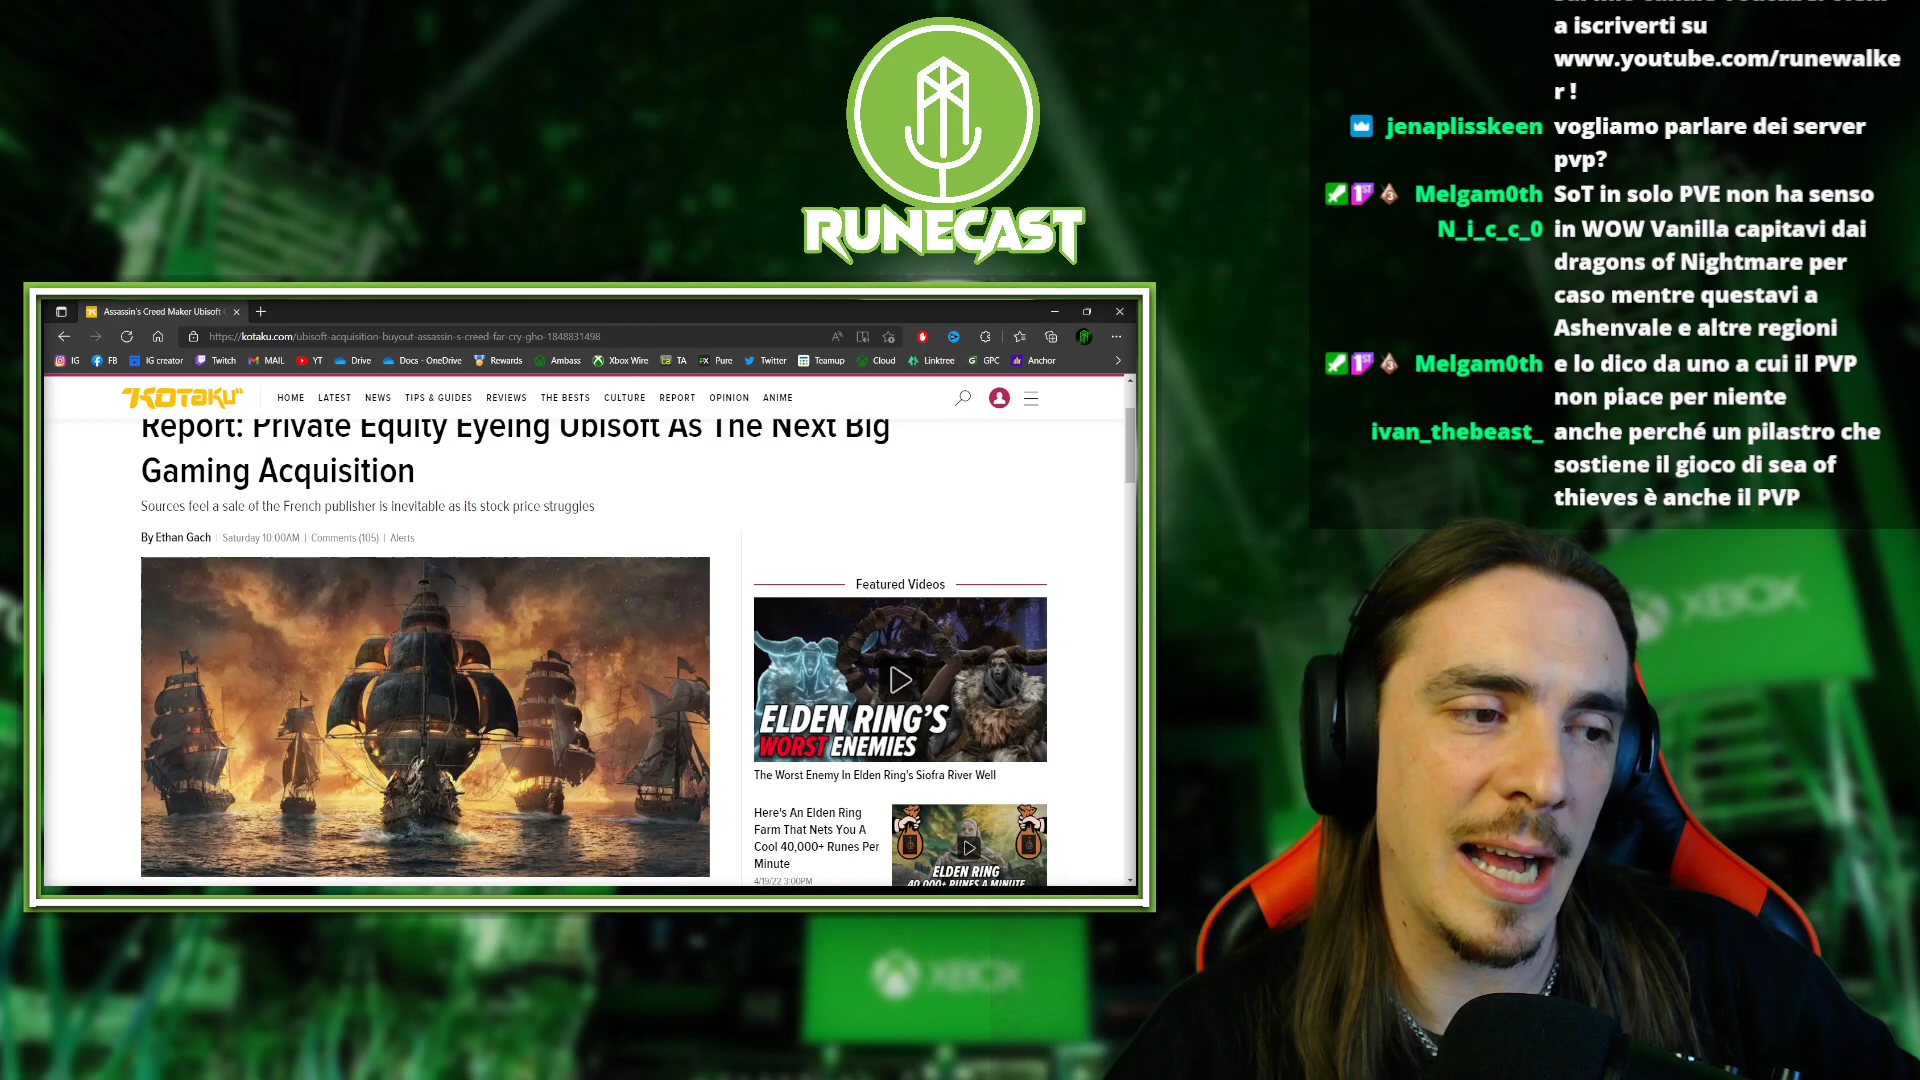 RUNECAST
a iscriverti su
www.youtube.com/runewalke
r !
jenaplisskeen vogliamo parlare dei server
pvp?
Melgam0th SoT in solo PVE non ha senso
N_i_c_c_0 in WOW Vanilla capitavi dai
dragons of Nightmare per
caso mentre questavi a
Ashenvale e altre regioni
Melgam0th e lo dico da uno a cui il PVP
non piace per niente
ivan_thebeast_ anche perché un pilastro che
sostiene il gioco di sea of
thieves è anche il PVP
Assassin's Creed Maker Ubisoft
https://kotaku.com/ubisoft-acquisition-buyout-assassin-s-creed-far-cry-gho-1848831498
IG FB IG creator Twitch MAIL YT Drive Docs - OneDrive Rewards Ambass Xbox Wire TA Pure Twitter Teamup Cloud Linktree GPC Anchor
KOTAKU HOME LATEST NEWS TIPS & GUIDES REVIEWS THE BESTS CULTURE REPORT OPINION ANIME
Report: Private Equity Eyeing Ubisoft As The Next Big
Gaming Acquisition
Sources feel a sale of the French publisher is inevitable as its stock price struggles
By Ethan Gach | Saturday 10:00AM | Comments (105) | Alerts
Featured Videos
ELDEN RING'S
WORST ENEMIES
The Worst Enemy In Elden Ring's Siofra River Well
Here's An Elden Ring
Farm That Nets You A
Cool 40,000+ Runes Per
Minute
4/19/22 3:00PM
ELDEN RING
40,000+ RUNES A MINUTE
XBOX
XBOX